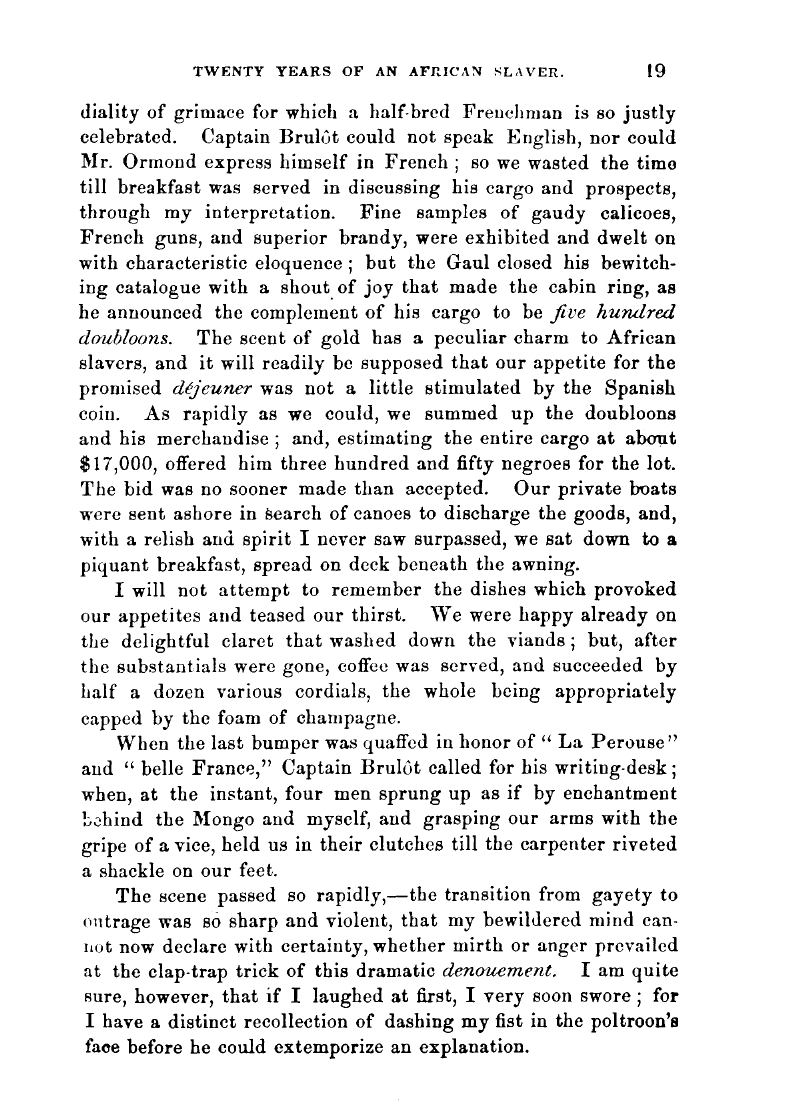 TWENTY YEARS OF AN AFRICAN SLAVER. 19
diality of grimace for which a half-bred Frenchman is so justly
celebrated. Captain Brulôt could not speak English, nor could
Mr. Ormond express himself in French ; so we wasted the time
till breakfast was served in discussing his cargo and prospects,
through my interpretation. Fine samples of gaudy calicoes,
French guns, and superior brandy, were exhibited and dwelt on
with characteristic eloquence ; but the Gaul closed his bewitch-
ing catalogue with a shout of joy that made the cabin ring, as
he announced the complement of his cargo to be five hundred
doubloons. The scent of gold has a peculiar charm to African
slavers, and it will readily be supposed that our appetite for the
promised déjeuner was not a little stimulated by the Spanish
coin. As rapidly as we could, we summed up the doubloons
and his merchandise ; and, estimating the entire cargo at about
$17,000, offered him three hundred and fifty negroes for the lot.
The bid was no sooner made than accepted. Our private boats
were sent ashore in search of canoes to discharge the goods, and,
with a relish and spirit I never saw surpassed, we sat down to a
piquant breakfast, spread on deck beneath the awning.
I will not attempt to remember the dishes which provoked
our appetites and teased our thirst. We were happy already on
the delightful claret that washed down the viands ; but, after
the substantials were gone, coffee was served, and succeeded by
half a dozen various cordials, the whole being appropriately
capped by the foam of champagne.
When the last bumper was quaffed in honor of " La Perouse"
and " belle France," Captain Brulôt called for his writing-desk ;
when, at the instant, four men sprung up as if by enchantment
behind the Mongo and myself, and grasping our arms with the
gripe of a vice, held us in their clutches till the carpenter riveted
a shackle on our feet.
The scene passed so rapidly,—the transition from gayety to
outrage was so sharp and violent, that my bewildered mind can-
not now declare with certainty, whether mirth or anger prevailed
at the clap-trap trick of this dramatic denouement. I am quite
sure, however, that if I laughed at first, I very soon swore ; for
I have a distinct recollection of dashing my fist in the poltroon's
face before he could extemporize an explanation.